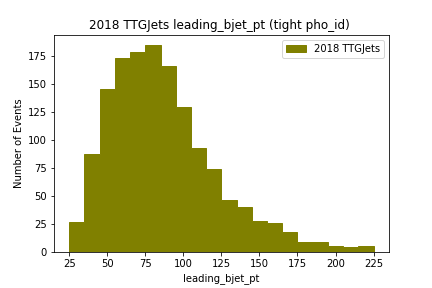 2018 TTGJets leading_bjet_pt (tight pho_id)
2018 TTGJets
175
150
125
100
75
50
25
0
Number of Events
25 50 75 100 125 150 175 200 225
leading_bjet_pt